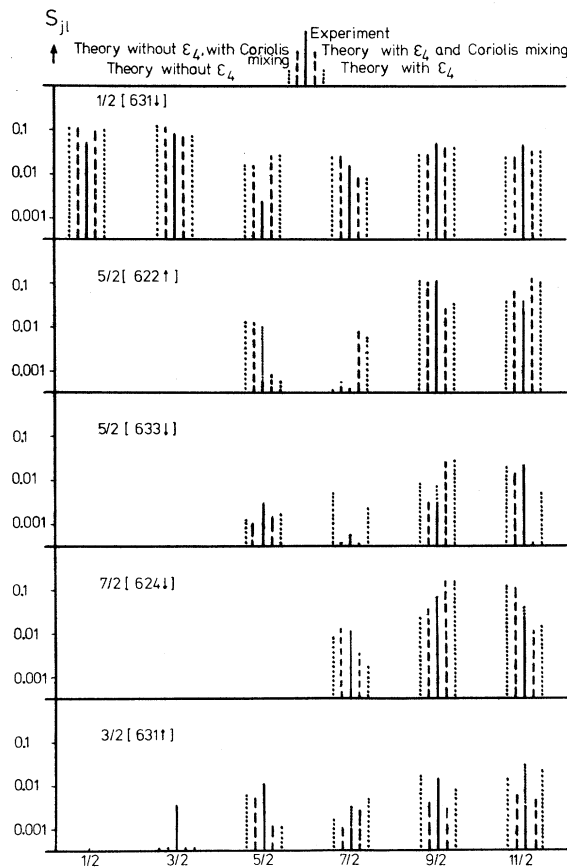 S_jl
Experiment
Theory without ε₄, with Coriolis mixing
Theory with ε₄ and Coriolis mixing
Theory without ε₄
Theory with ε₄
1/2 [631↓]
0.1
0.01
0.001
5/2 [622↑]
0.1
0.01
0.001
5/2 [633↓]
0.1
0.01
0.001
7/2 [624↓]
0.1
0.01
0.001
3/2 [631↑]
0.1
0.01
0.001
1/2 3/2 5/2 7/2 9/2 11/2